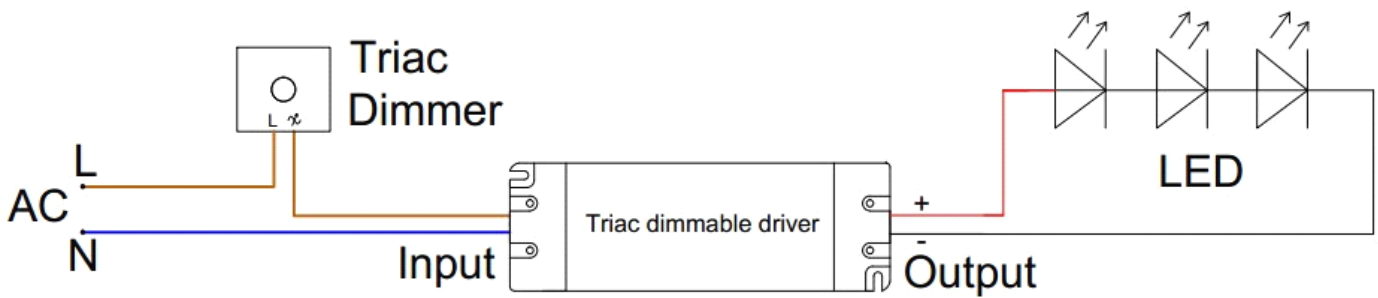 Triac
Dimmer
L
L
AC
N
Input
Triac dimmable driver
+
-
Output
LED